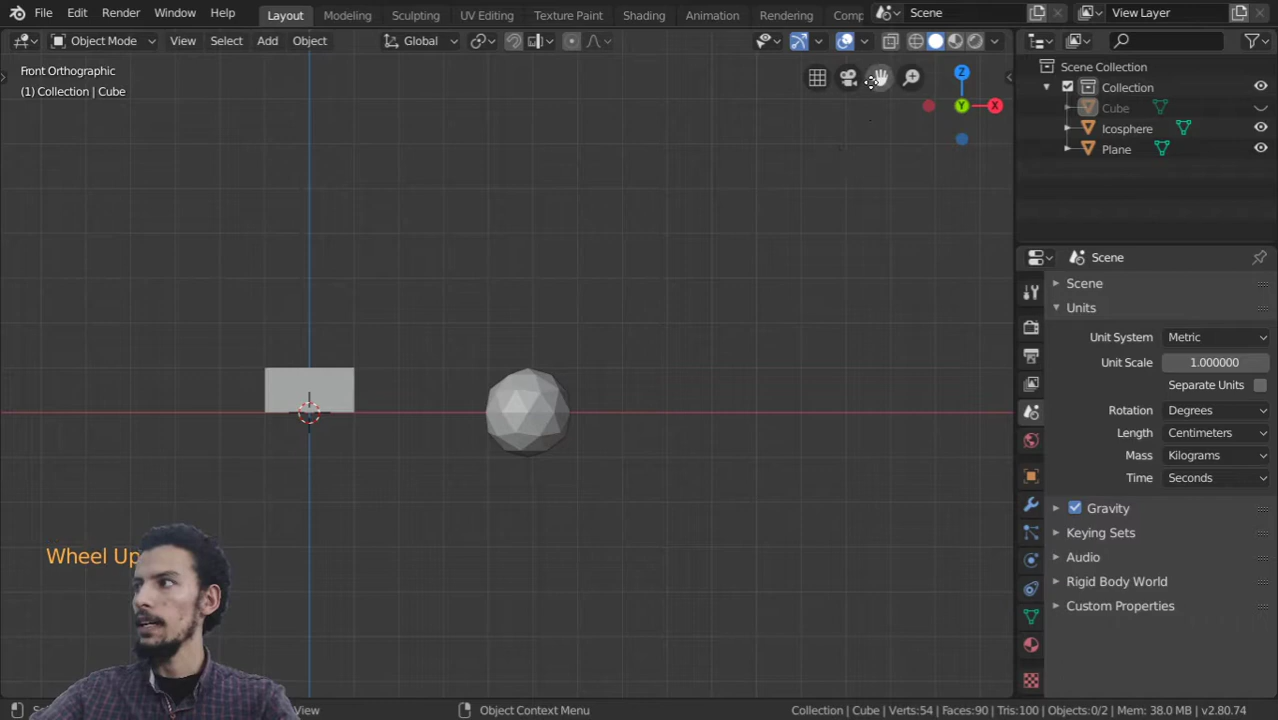 File Edit Render Window Help Layout Modeling Sculpting UV Editing Texture Paint Shading Animation Rendering Comp Scene View Layer
Object Mode View Select Add Object Global
Front Orthographic
(1) Collection | Cube
Z
Y
X
Scene Collection
Collection
Cube
Icosphere
Plane
Scene
Scene
Units
Unit System Metric
Unit Scale 1.000000
Separate Units
Rotation Degrees
Length Centimeters
Mass Kilograms
Time Seconds
Gravity
Keying Sets
Audio
Rigid Body World
Custom Properties
Wheel Up
View Object Context Menu Collection | Cube | Verts:54 | Faces:90 | Tris:100 | Objects:0/2 | Mem: 38.0 MB | v2.80.74